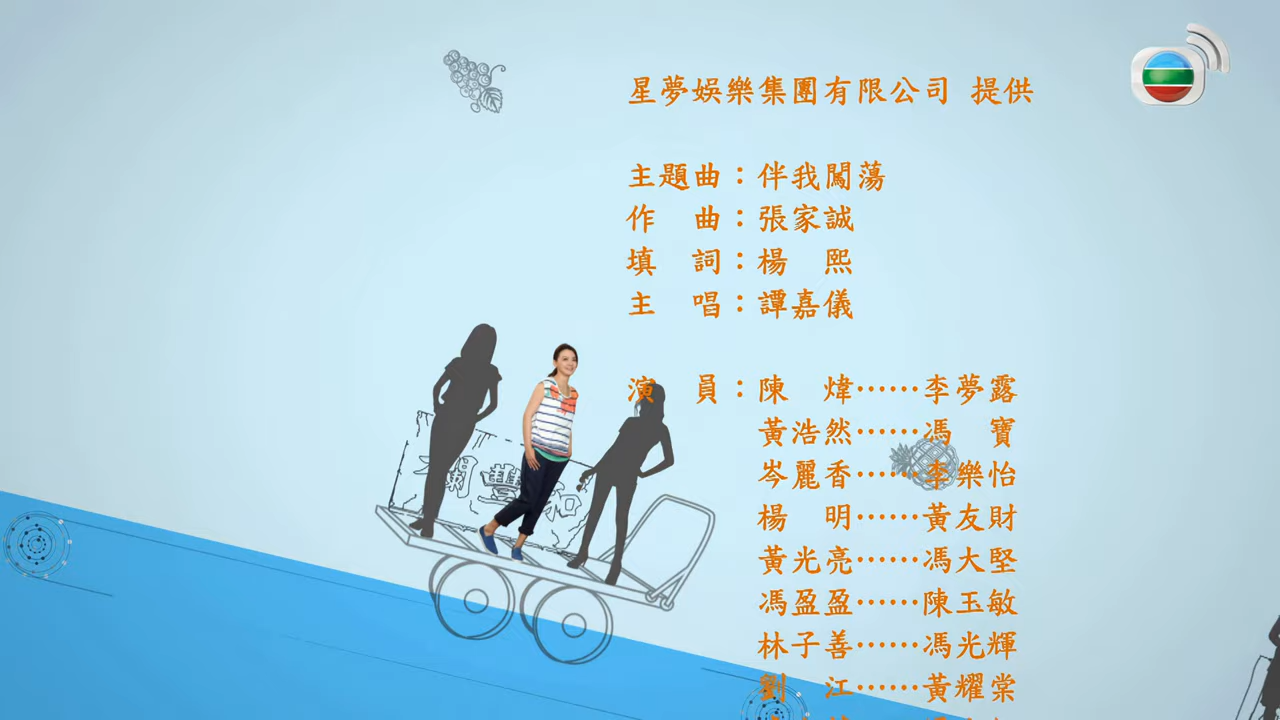 星夢娛樂集團有限公司 提供
主題曲：伴我闖蕩
作　曲：張家誠
填　詞：楊　熙
主　唱：譚嘉儀
演　員：陳　煒……李夢露
黃浩然……馮　寶
岑麗香……李樂怡
楊　明……黃友財
黃光亮……馮大堅
馮盈盈……陳玉敏
林子善……馮光輝
劉　江……黃耀棠